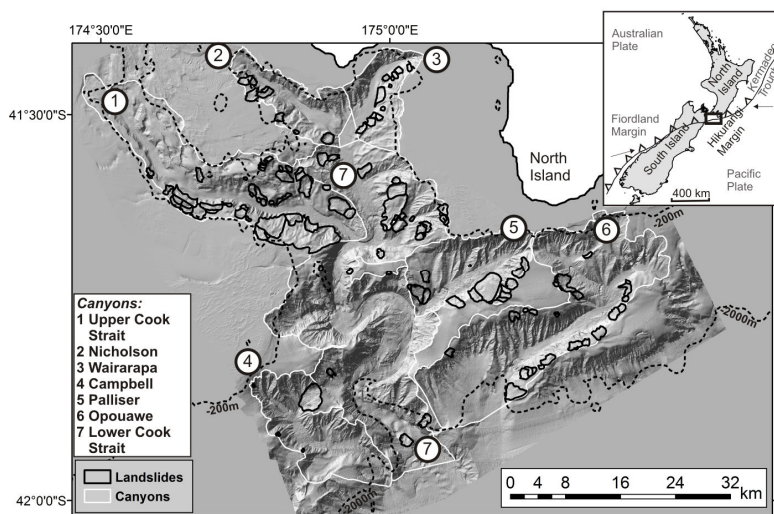 174°30'0"E
175°0'0"E
41°30'0"S
42°0'0"S
1
2
3
7
5
6
4
7
North
Island
-200m
-2000m
-200m
-2000m
Canyons:
1 Upper Cook
Strait
2 Nicholson
3 Wairarapa
4 Campbell
5 Palliser
6 Opouawe
7 Lower Cook
Strait
Landslides
Canyons
0 2 4 8 16 24 32
km
Australian
Plate
North
Island
Kermadec
Trough
Fiordland
Margin
South Island
Hikurangi
Margin
Pacific
Plate
400 km